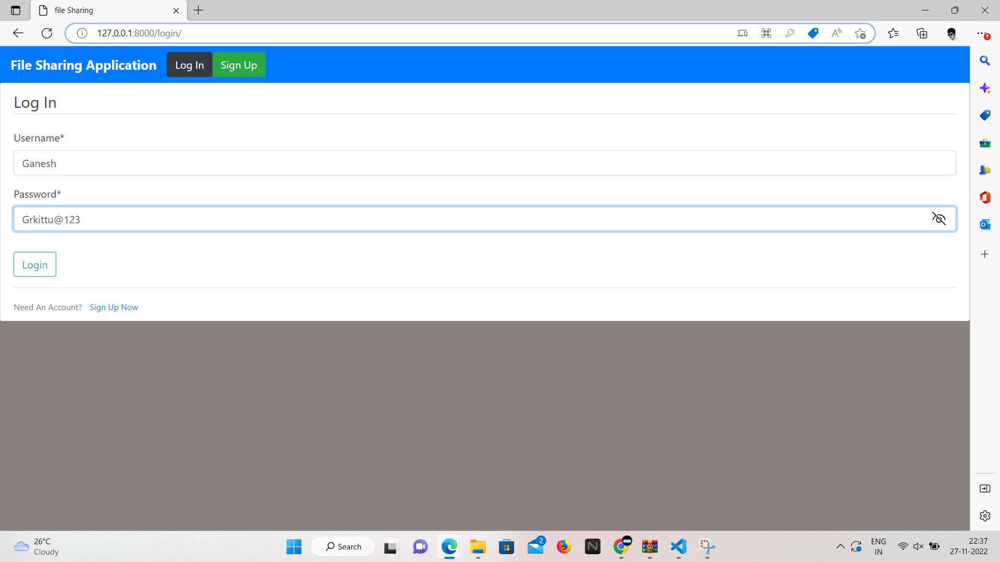 file Sharing
127.0.0.1:8000/login/
File Sharing Application Log In Sign Up
Log In
Username*
Ganesh
Password*
Grkittu@123
Login
Need An Account? Sign Up Now
26°C
Cloudy
Search
2
ENG
IN
22:37
27-11-2022